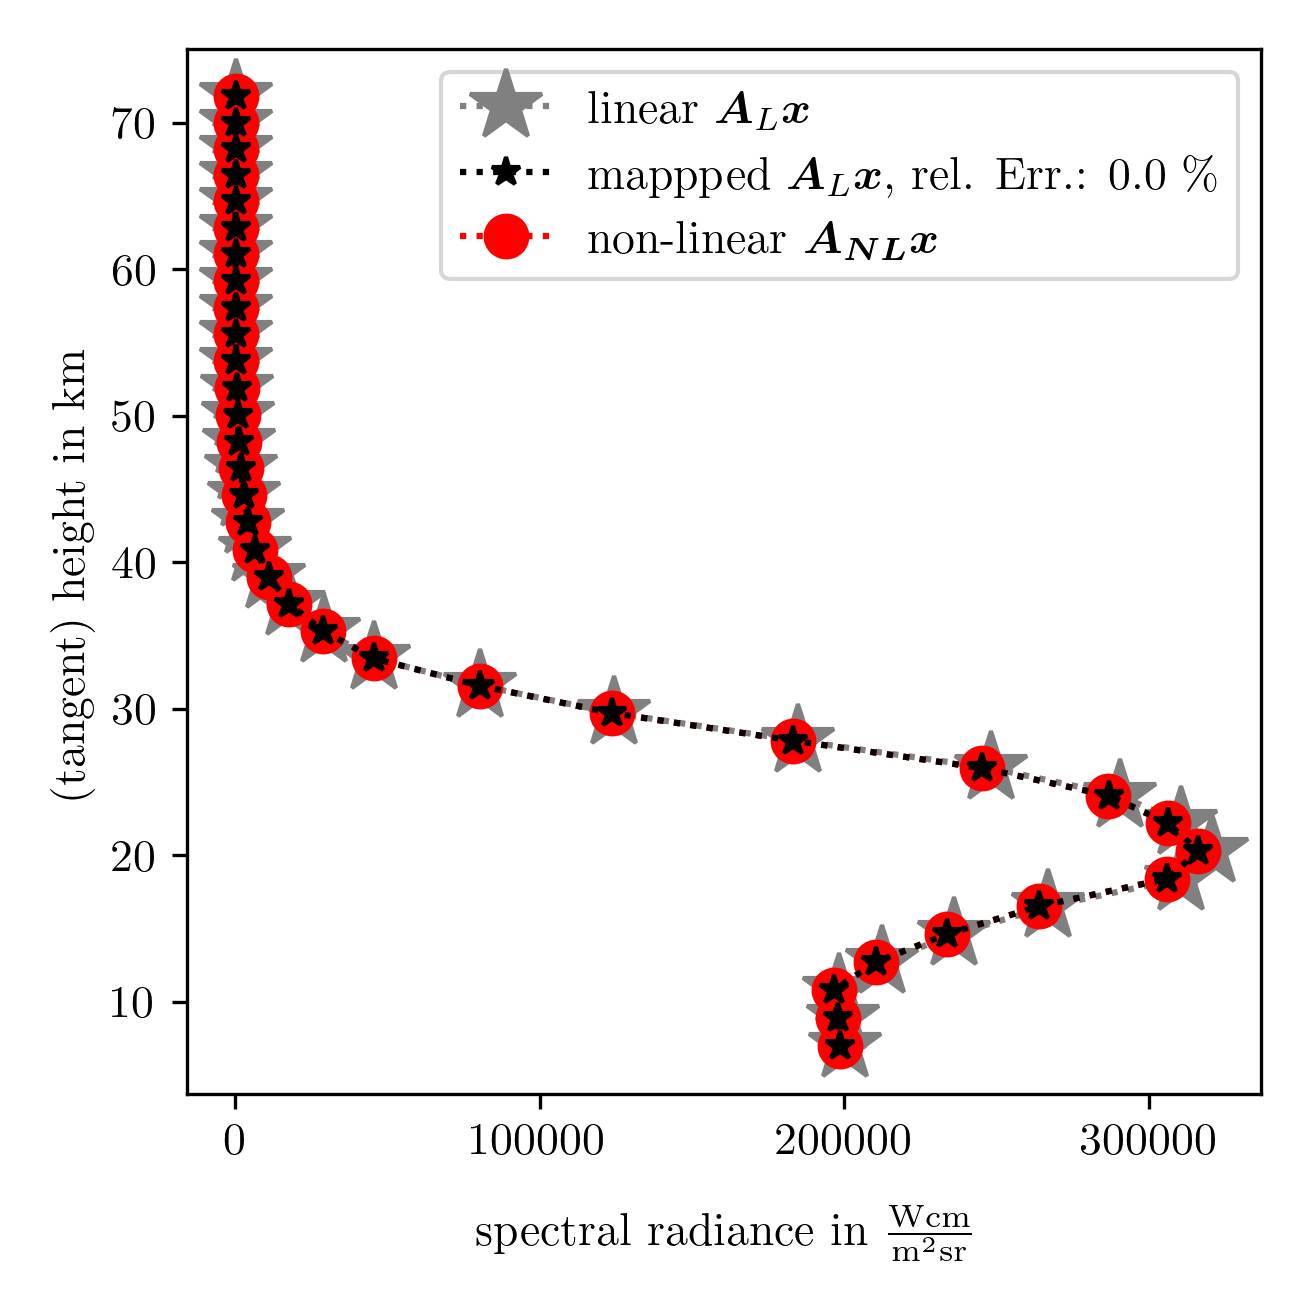 linear A_L x
mappped A_L x, rel. Err.: 0.0 %
non-linear A_NL x
70
60
50
40
30
20
10
(tangent) height in km
0 100000 200000 300000
spectral radiance in Wcm/m²sr